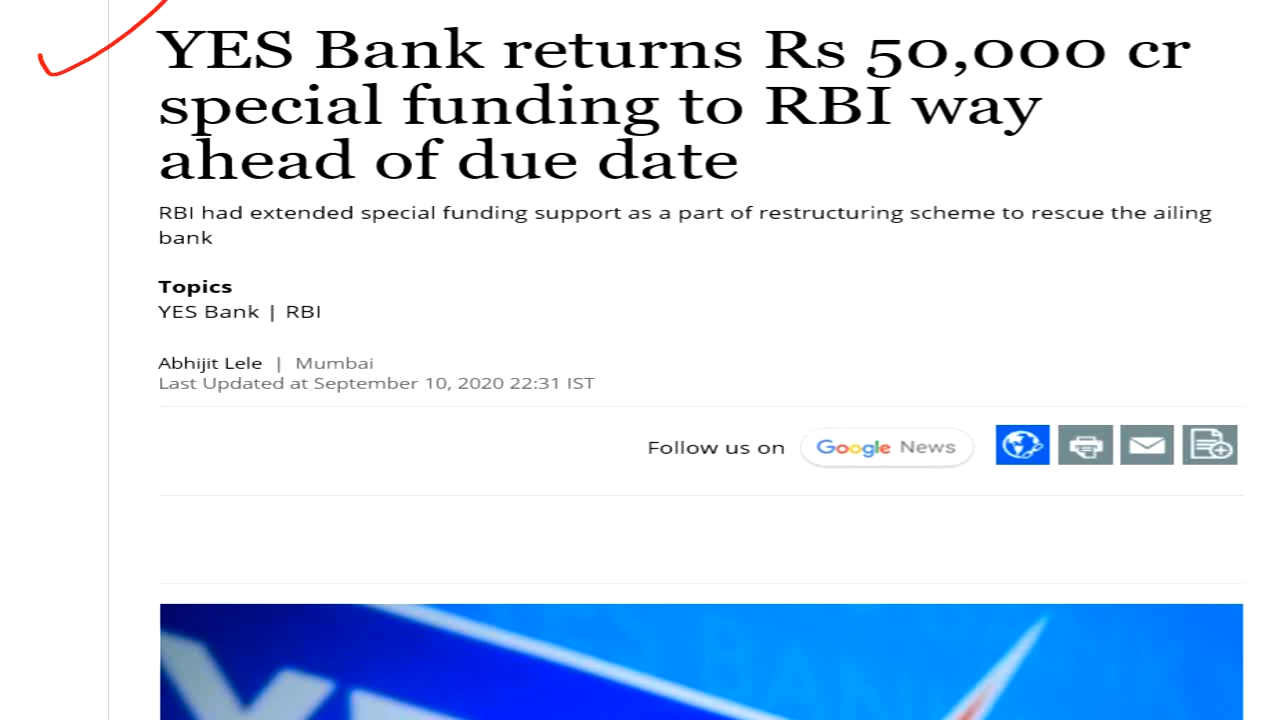 YES Bank returns Rs 50,000 cr
special funding to RBI way
ahead of due date
RBI had extended special funding support as a part of restructuring scheme to rescue the ailing
bank
Topics
YES Bank | RBI
Abhijit Lele | Mumbai
Last Updated at September 10, 2020 22:31 IST
Follow us on Google News